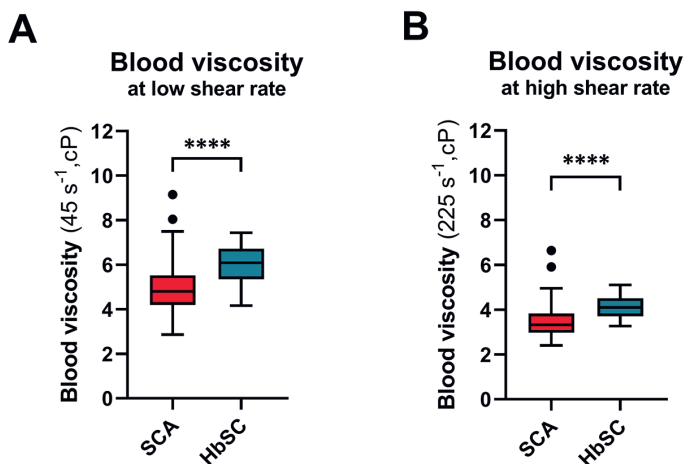 A
Blood viscosity
at low shear rate
Blood viscosity (45 s⁻¹,cP)
12
10
8
6
4
2
0
****
SCA
HbSC
B
Blood viscosity
at high shear rate
Blood viscosity (225 s⁻¹,cP)
12
10
8
6
4
2
0
****
SCA
HbSC